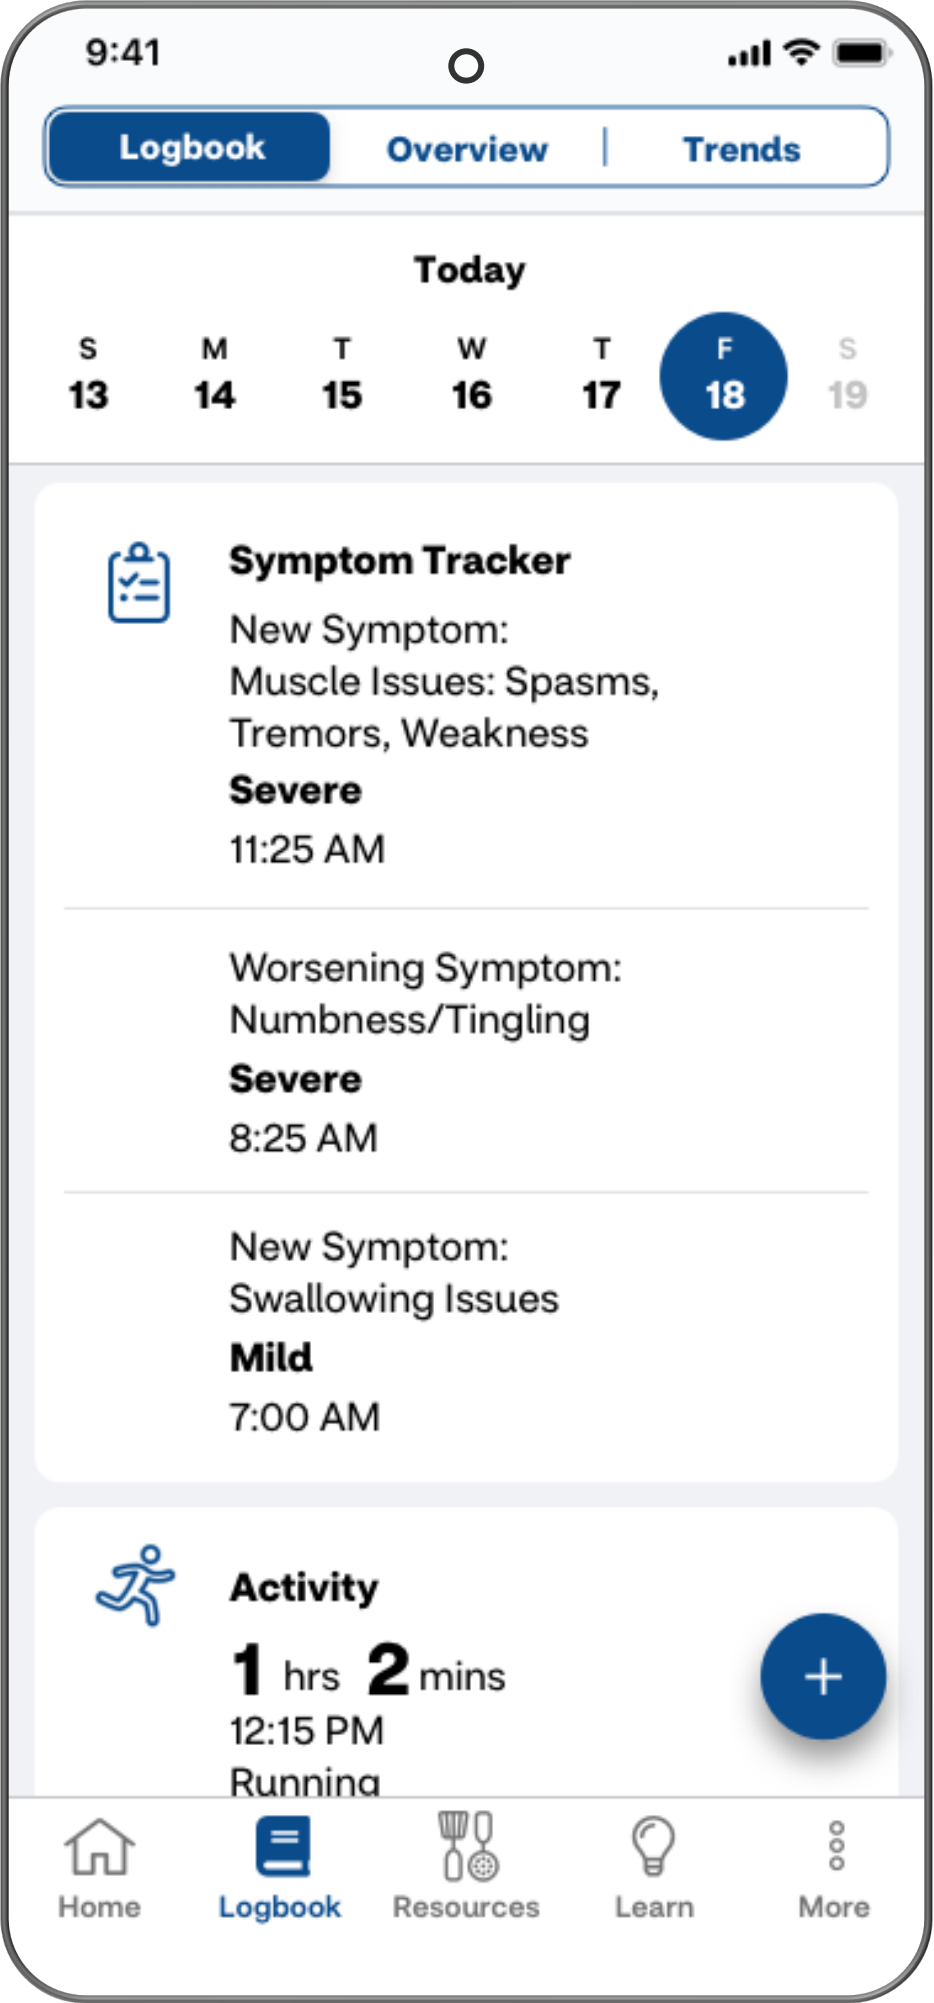 9:41
Logbook Overview Trends
Today
S M T W T F S
13 14 15 16 17 18 19
Symptom Tracker
New Symptom:
Muscle Issues: Spasms,
Tremors, Weakness
Severe
11:25 AM
Worsening Symptom:
Numbness/Tingling
Severe
8:25 AM
New Symptom:
Swallowing Issues
Mild
7:00 AM
Activity
1 hrs 2 mins
12:15 PM
Running
Home Logbook Resources Learn More